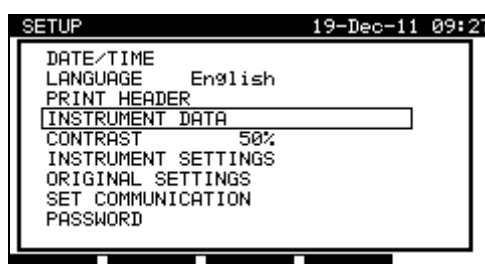 SETUP 19-Dec-11 09:27
DATE/TIME
LANGUAGE English
PRINT HEADER
INSTRUMENT DATA
CONTRAST 50%
INSTRUMENT SETTINGS
ORIGINAL SETTINGS
SET COMMUNICATION
PASSWORD